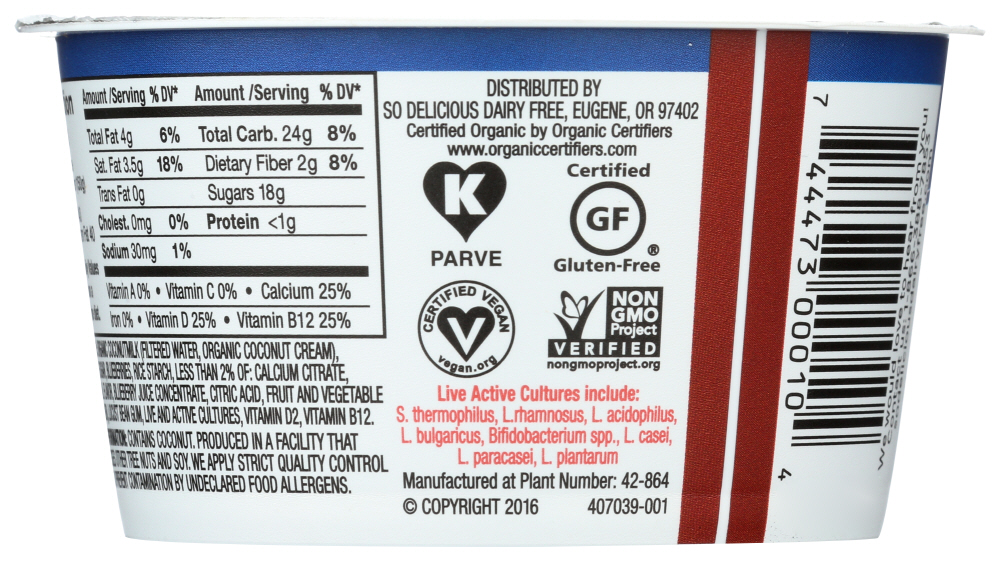 Amount /Serving % DV* Amount /Serving % DV*
Total Fat 4g 6% Total Carb. 24g 8%
Sat. Fat 3.5g 18% Dietary Fiber 2g 8%
Trans Fat 0g Sugars 18g
Cholest. 0mg 0% Protein <1g
Sodium 30mg 1%
Vitamin A 0% • Vitamin C 0% • Calcium 25%
Iron 0% • Vitamin D 25% • Vitamin B12 25%
COCONUTMILK (FILTERED WATER, ORGANIC COCONUT CREAM),
BLUEBERRIES, RICE STARCH, LESS THAN 2% OF: CALCIUM CITRATE,
BLUEBERRY JUICE CONCENTRATE, CITRIC ACID, FRUIT AND VEGETABLE
BEAN GUM, LIVE AND ACTIVE CULTURES, VITAMIN D2, VITAMIN B12.
CONTAINS COCONUT. PRODUCED IN A FACILITY THAT
TREE NUTS AND SOY. WE APPLY STRICT QUALITY CONTROL
CONTAMINATION BY UNDECLARED FOOD ALLERGENS.
DISTRIBUTED BY
SO DELICIOUS DAIRY FREE, EUGENE, OR 97402
Certified Organic by Organic Certifiers
www.organiccertifiers.com
K
PARVE
Certified
GF
®
Gluten-Free
CERTIFIED VEGAN
V
vegan.org
NON
GMO
Project
VERIFIED
nongmoproject.org
Live Active Cultures include:
S. thermophilus, L.rhamnosus, L. acidophilus,
L. bulgaricus, Bifidobacterium spp., L. casei,
L. paracasei, L. plantarum
Manufactured at Plant Number: 42-864
© COPYRIGHT 2016 407039-001
7 44473 00010 4